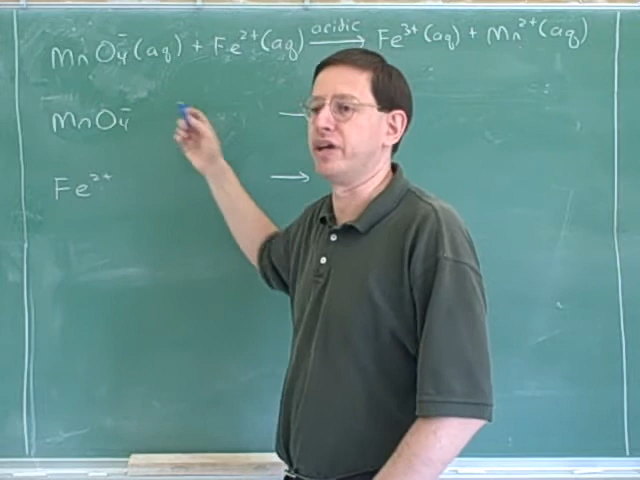 MnO₄⁻(aq) + Fe²⁺(aq) acidic → Fe³⁺(aq) + Mn²⁺(aq)
MnO₄⁻ →
Fe²⁺ →